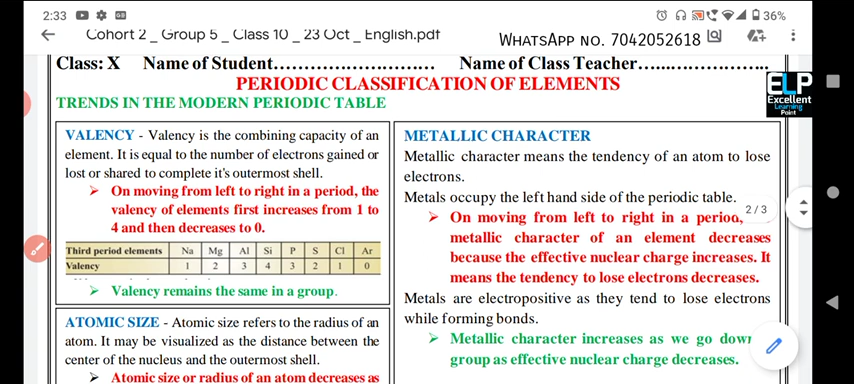 2:33
36%
Cohort 2 _ Group 5 _ Class 10 _ 23 Oct _ English.pdf
WHATSAPP NO. 7042052618
Class: X Name of Student.............................. Name of Class Teacher........................
PERIODIC CLASSIFICATION OF ELEMENTS
ELP
Excellent
Learning
Point
TRENDS IN THE MODERN PERIODIC TABLE
VALENCY - Valency is the combining capacity of an
element. It is equal to the number of electrons gained or
lost or shared to complete it's outermost shell.
➢ On moving from left to right in a period, the
valency of elements first increases from 1 to
4 and then decreases to 0.
Third period elements Na Mg Al Si P S Cl Ar
Valency 1 2 3 4 3 2 1 0
➢ Valency remains the same in a group.
ATOMIC SIZE - Atomic size refers to the radius of an
atom. It may be visualized as the distance between the
center of the nucleus and the outermost shell.
➢ Atomic size or radius of an atom decreases as
METALLIC CHARACTER
Metallic character means the tendency of an atom to lose
electrons.
Metals occupy the left hand side of the periodic table.
2/3
➢ On moving from left to right in a period,
metallic character of an element decreases
because the effective nuclear charge increases. It
means the tendency to lose electrons decreases.
Metals are electropositive as they tend to lose electrons
while forming bonds.
➢ Metallic character increases as we go down
group as effective nuclear charge decreases.